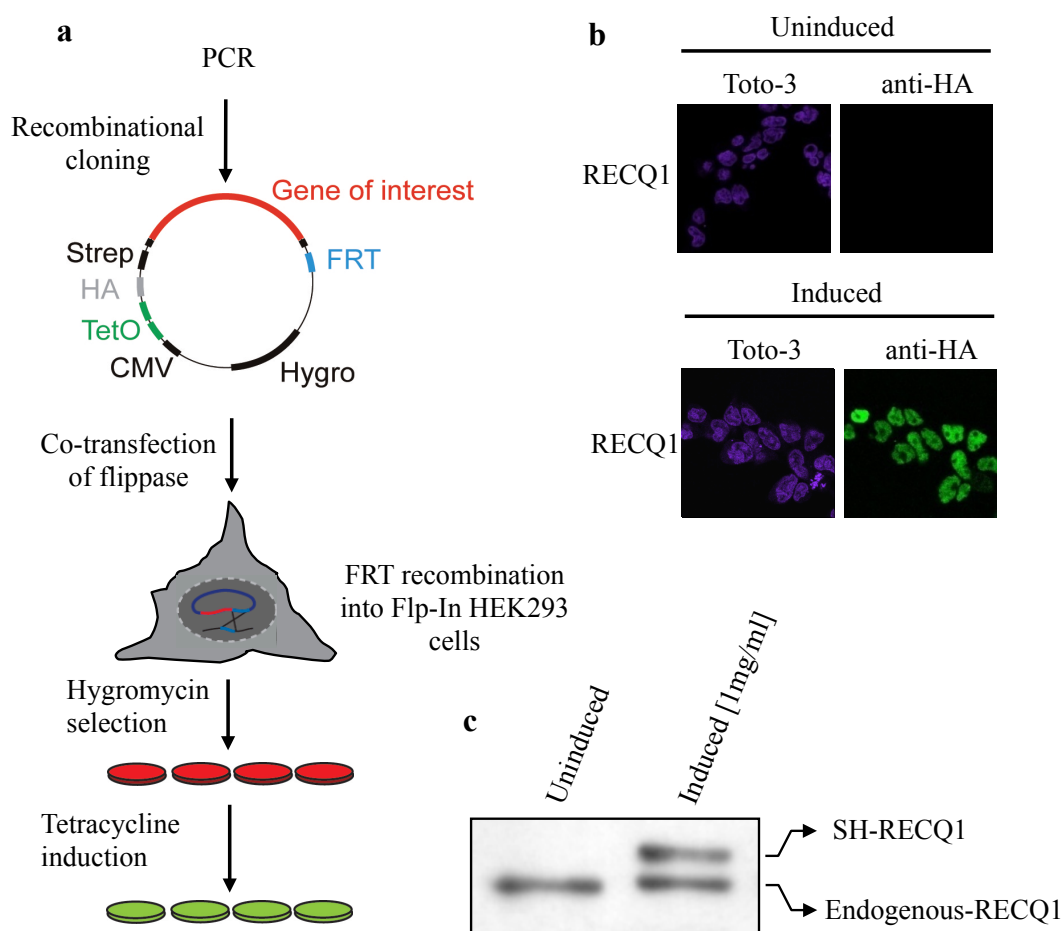 a
PCR
Recombinational
cloning
Gene of interest
Strep
FRT
HA
TetO
CMV
Hygro
Co-transfection
of flippase
FRT recombination
into Flp-In HEK293
cells
Hygromycin
selection
Tetracycline
induction
b
Uninduced
Toto-3
anti-HA
RECQ1
Induced
Toto-3
anti-HA
RECQ1
c
Uninduced
Induced [1mg/ml]
SH-RECQ1
Endogenous-RECQ1